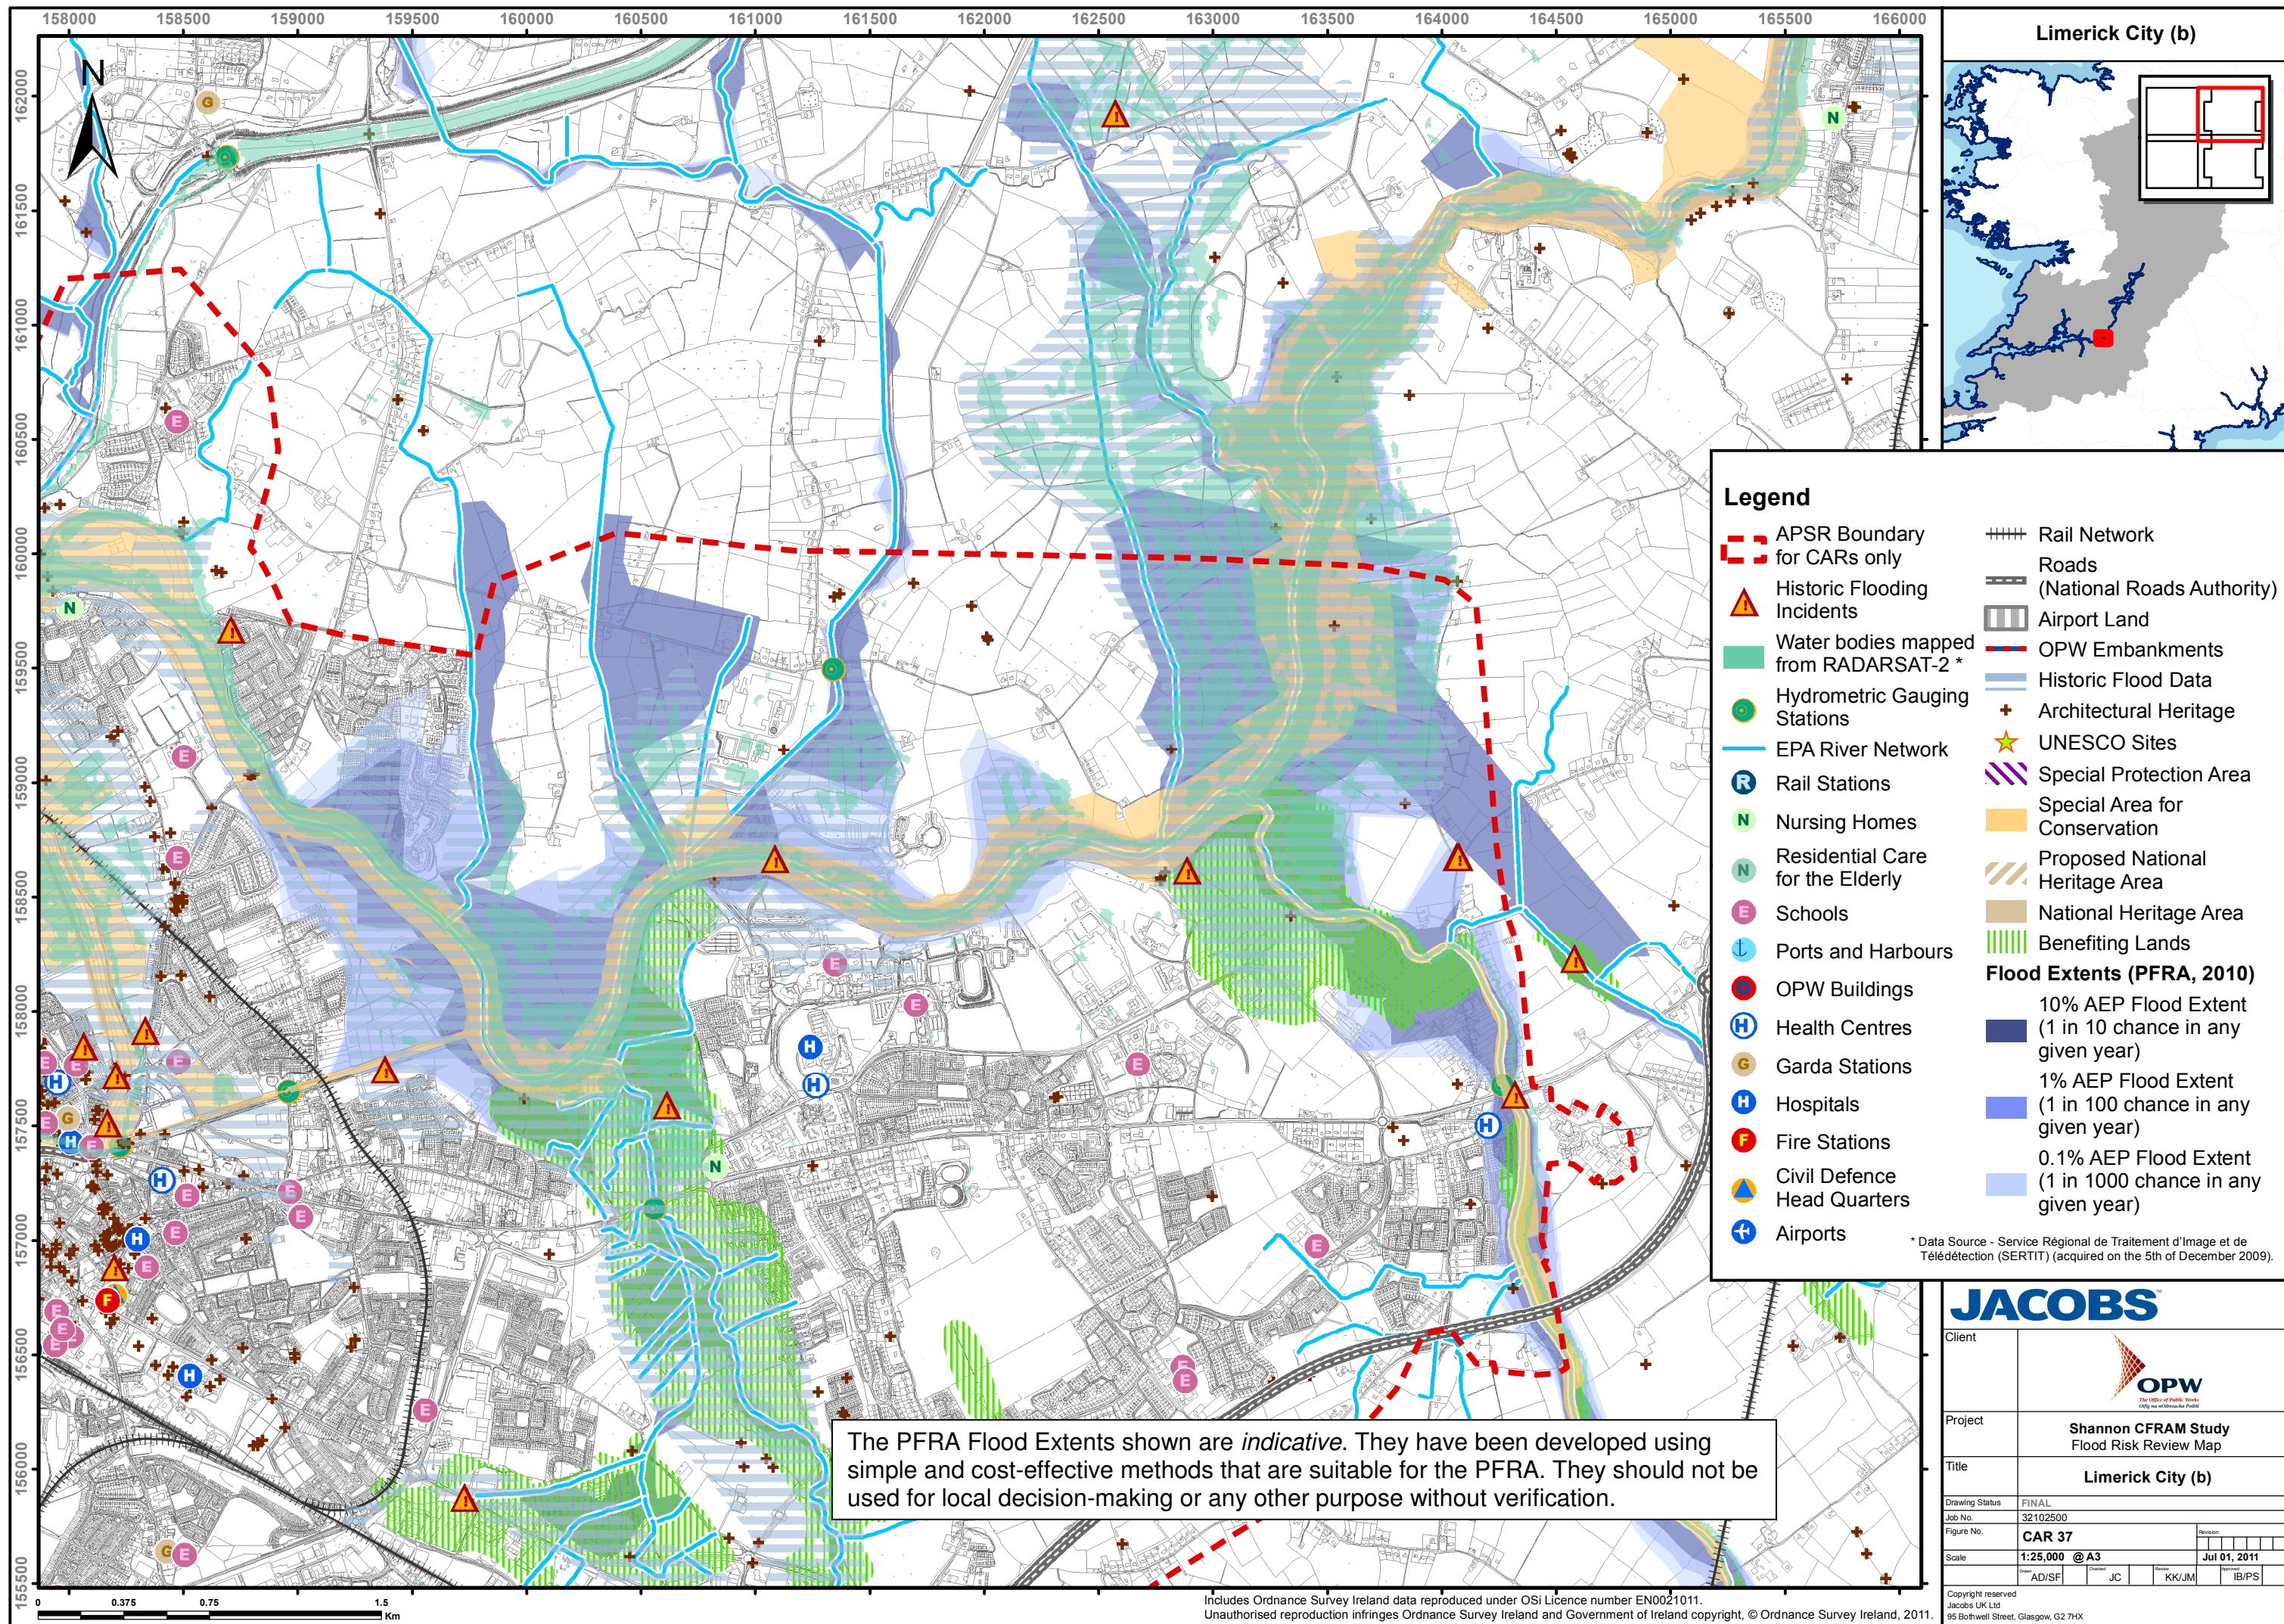 158000 158500 159000 159500 160000 160500 161000 161500 162000 162500 163000 163500 164000 164500 165000 165500 166000
162000
161500
161000
160500
160000
159500
159000
158500
158000
157500
157000
156500
156000
155500
N
Limerick City (b)
Legend
APSR Boundary
for CARs only
Historic Flooding
Incidents
Water bodies mapped
from RADARSAT-2 *
Hydrometric Gauging
Stations
EPA River Network
R Rail Stations
N Nursing Homes
N Residential Care
for the Elderly
E Schools
Ports and Harbours
OPW Buildings
H Health Centres
G Garda Stations
H Hospitals
F Fire Stations
Civil Defence
Head Quarters
Airports
Rail Network
Roads
(National Roads Authority)
Airport Land
OPW Embankments
Historic Flood Data
Architectural Heritage
UNESCO Sites
Special Protection Area
Special Area for
Conservation
Proposed National
Heritage Area
National Heritage Area
Benefiting Lands
Flood Extents (PFRA, 2010)
10% AEP Flood Extent
(1 in 10 chance in any
given year)
1% AEP Flood Extent
(1 in 100 chance in any
given year)
0.1% AEP Flood Extent
(1 in 1000 chance in any
given year)
* Data Source - Service Régional de Traitement d'Image et de
Télédétection (SERTIT) (acquired on the 5th of December 2009).
The PFRA Flood Extents shown are indicative. They have been developed using
simple and cost-effective methods that are suitable for the PFRA. They should not be
used for local decision-making or any other purpose without verification.
0 0.375 0.75 1.5
Km
Includes Ordnance Survey Ireland data reproduced under OSi Licence number EN0021011.
Unauthorised reproduction infringes Ordnance Survey Ireland and Government of Ireland copyright, © Ordnance Survey Ireland, 2011.
JACOBS™
Client
OPW
The Office of Public Works
Oifig na nOibreacha Poiblí
Project
Shannon CFRAM Study
Flood Risk Review Map
Title
Limerick City (b)
Drawing Status FINAL
Job No. 32102500
Figure No. CAR 37 Revision
Scale 1:25,000 @ A3 Jul 01, 2011
Drawn AD/SF Checked JC Review KK/JM Approved IB/PS
Copyright reserved
Jacobs UK Ltd
95 Bothwell Street, Glasgow, G2 7HX